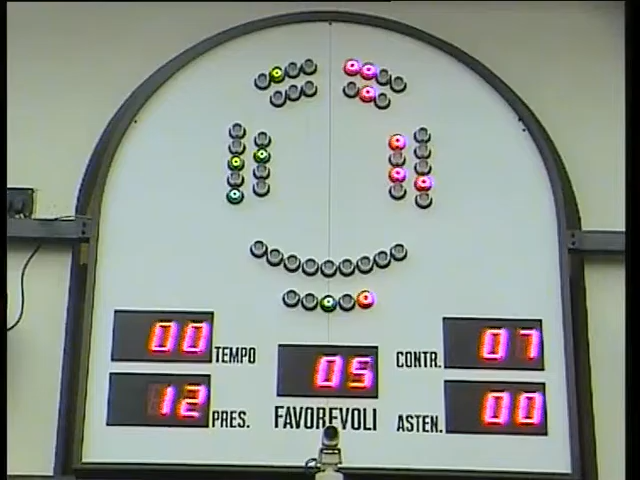 00 TEMPO
12 PRES.
05
FAVOREVOLI
CONTR. 07
ASTEN. 00